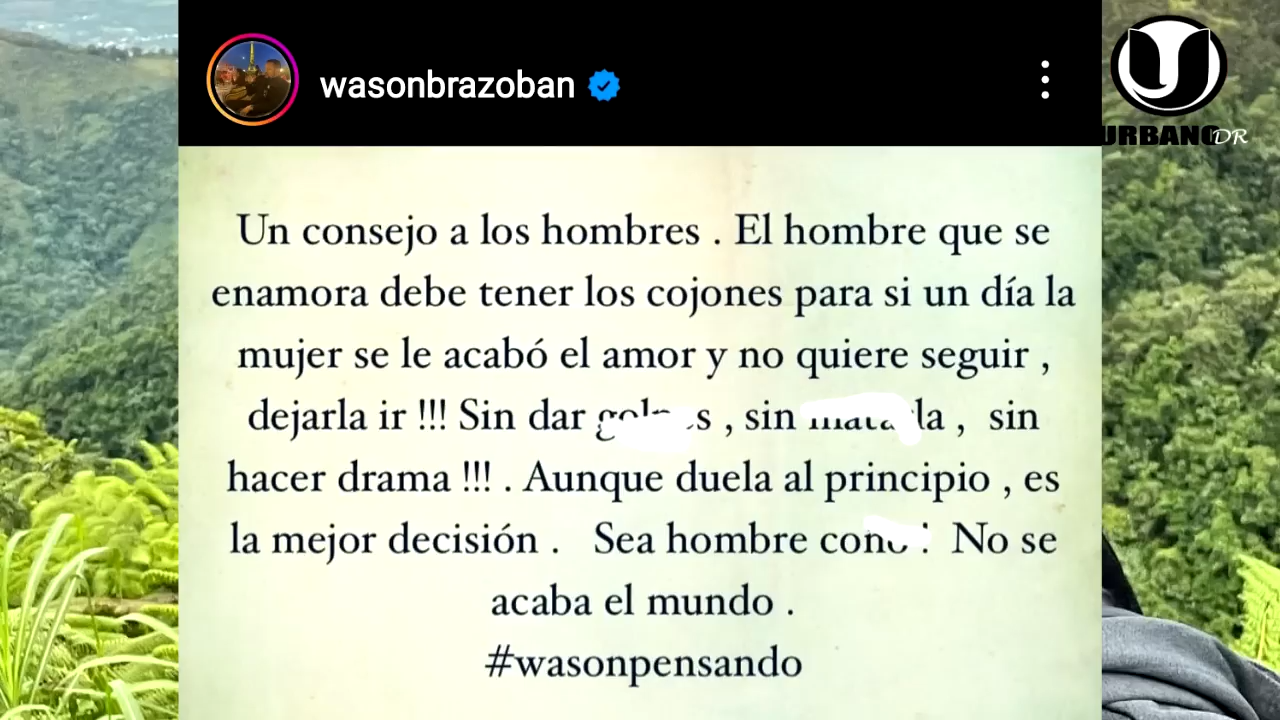 wasonbrazoban
URBANO DR
Un consejo a los hombres . El hombre que se
enamora debe tener los cojones para si un día la
mujer se le acabó el amor y no quiere seguir ,
dejarla ir !!! Sin dar , sin , sin
hacer drama !!! . Aunque duela al principio , es
la mejor decisión . Sea hombre No se
acaba el mundo .
#wasonpensando